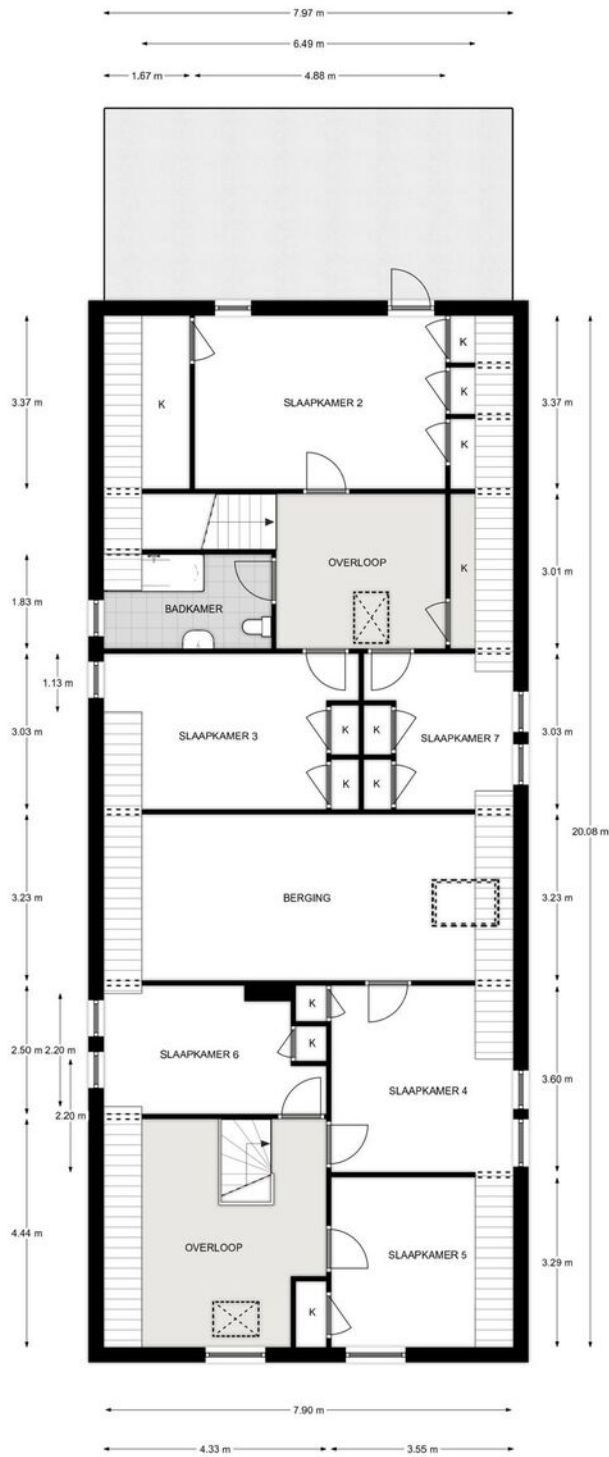 7.97 m
6.49 m
1.67 m
4.88 m
3.37 m
K
SLAAPKAMER 2
K
K
K
3.37 m
OVERLOOP
K
3.01 m
1.83 m
BADKAMER
1.13 m
3.03 m
SLAAPKAMER 3
K
K
SLAAPKAMER 7
K
K
3.03 m
20.08 m
3.23 m
BERGING
3.23 m
K
K
2.50 m
2.20 m
SLAAPKAMER 6
SLAAPKAMER 4
3.60 m
2.20 m
4.44 m
OVERLOOP
SLAAPKAMER 5
3.29 m
K
7.90 m
4.33 m
3.55 m